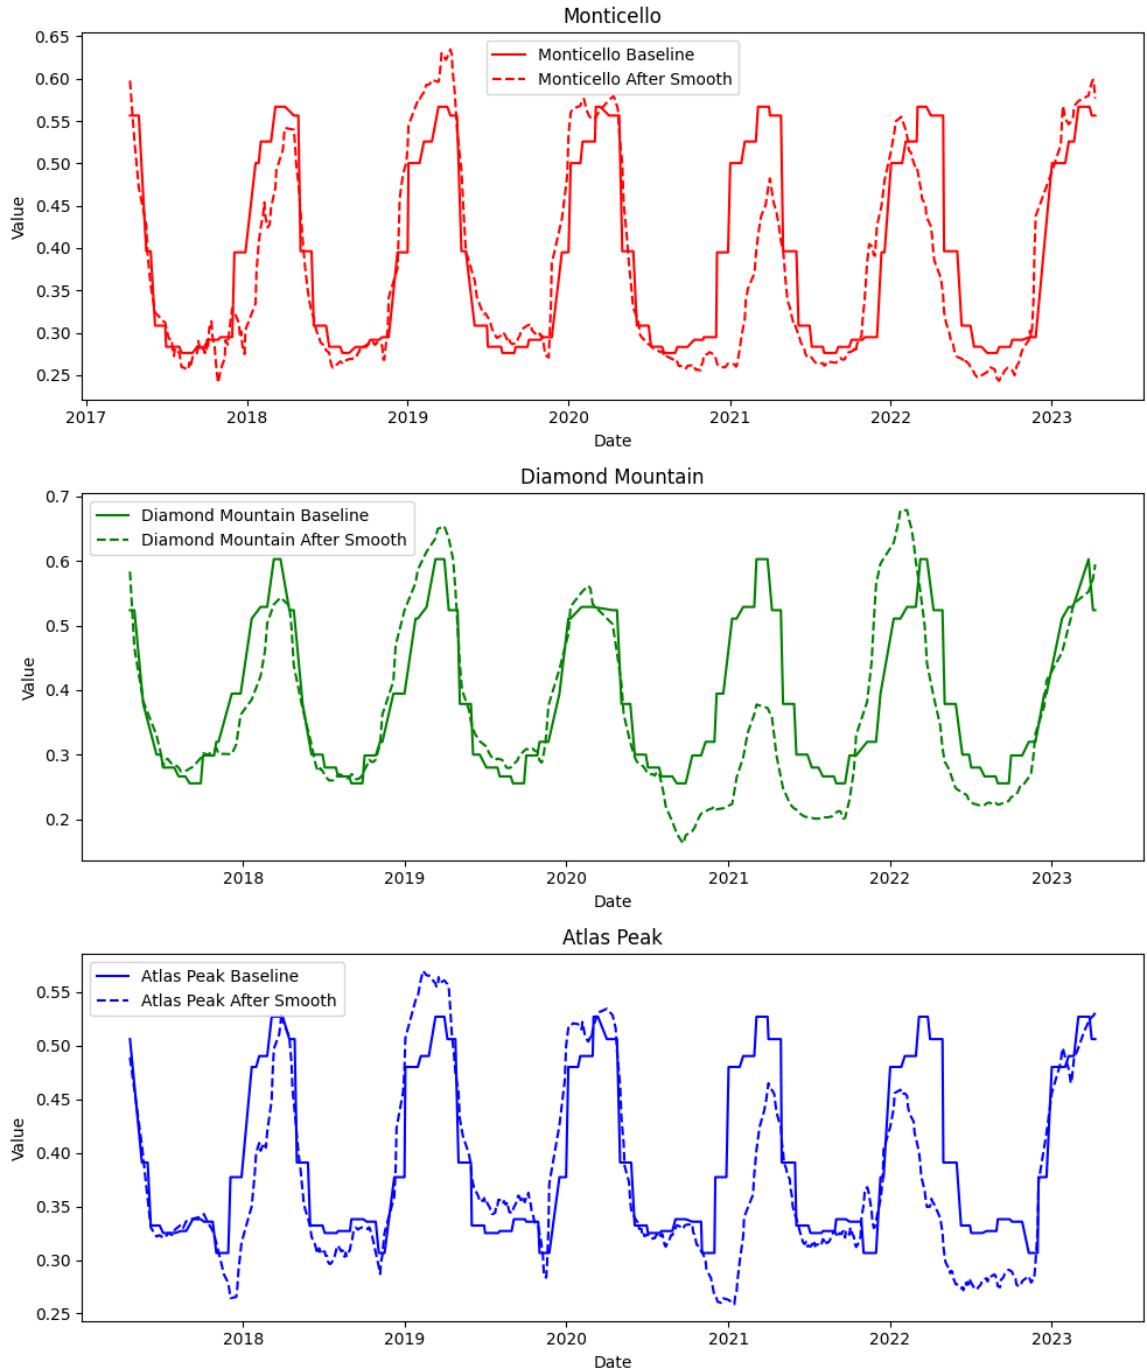 Monticello
0.65
0.60
0.55
0.50
0.45
0.40
0.35
0.30
0.25
Value
Monticello Baseline
Monticello After Smooth
2017 2018 2019 2020 2021 2022 2023
Date
Diamond Mountain
0.7
0.6
0.5
0.4
0.3
0.2
Value
Diamond Mountain Baseline
Diamond Mountain After Smooth
2018 2019 2020 2021 2022 2023
Date
Atlas Peak
0.55
0.50
0.45
0.40
0.35
0.30
0.25
Value
Atlas Peak Baseline
Atlas Peak After Smooth
2018 2019 2020 2021 2022 2023
Date